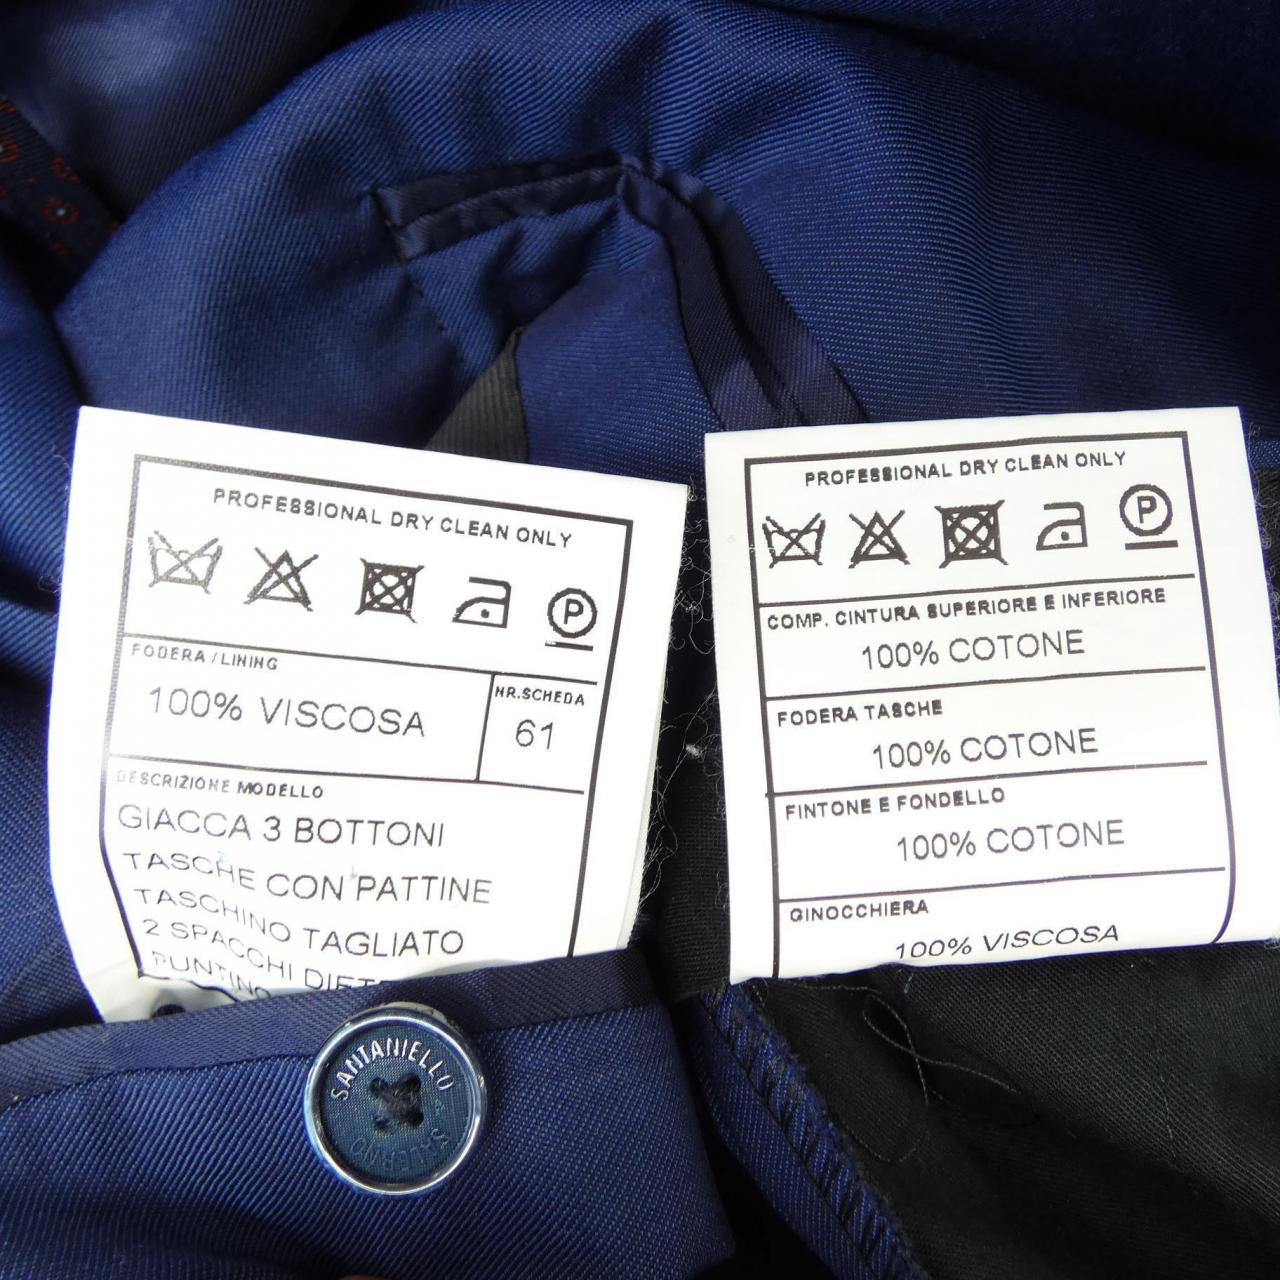 PROFESSIONAL DRY CLEAN ONLY
P
FODERA / LINING
100% VISCOSA
NR.SCHEDA
61
DESCRIZIONE MODELLO
GIACCA 3 BOTTONI
TASCHE CON PATTINE
TASCHINO TAGLIATO
2 SPACCHI
PUNTINO
PROFESSIONAL DRY CLEAN ONLY
P
COMP. CINTURA SUPERIORE E INFERIORE
100% COTONE
FODERA TASCHE
100% COTONE
FINTONE E FONDELLO
100% COTONE
GINOCCHIERA
100% VISCOSA
SANTANIELLO
SALERNO